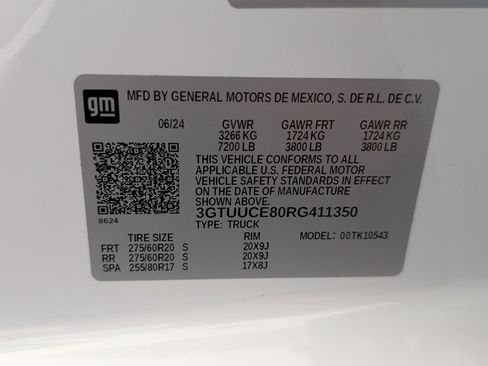 gm
MFD BY GENERAL MOTORS DE MEXICO, S. DE R.L. DE C.V.
06/24 GVWR GAWR FRT GAWR RR
3266 KG 1724 KG 1724 KG
7200 LB 3800 LB 3800 LB
THIS VEHICLE CONFORMS TO ALL
APPLICABLE U.S. FEDERAL MOTOR
VEHICLE SAFETY STANDARDS IN EFFECT
ON THE DATE OF MANUFACTURE
SHOWN ABOVE.
3GTUUCE80RG411350
8624
TYPE: TRUCK MODEL: 00TK10543
TIRE SIZE RIM
FRT 275/60R20 S 20X9J
RR 275/60R20 S 20X9J
SPA 255/80R17 S 17X8J